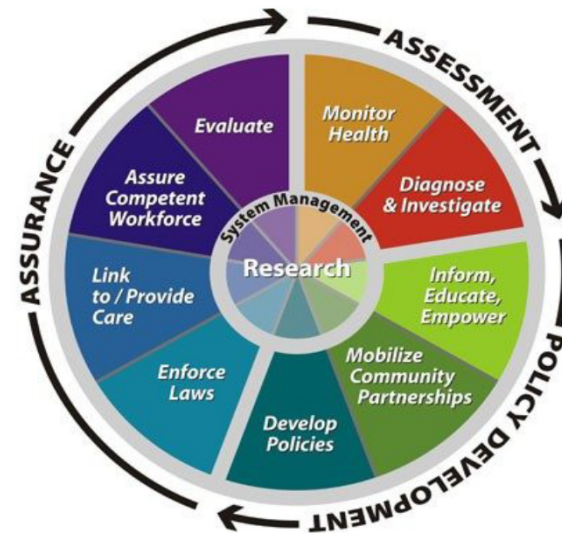 ASSESSMENT
Monitor
Health
Diagnose
& Investigate
POLICY DEVELOPMENT
Inform,
Educate,
Empower
Mobilize
Community
Partnerships
Develop
Policies
ASSURANCE
Enforce
Laws
Link
to / Provide
Care
Assure
Competent
Workforce
Evaluate
System Management
Research